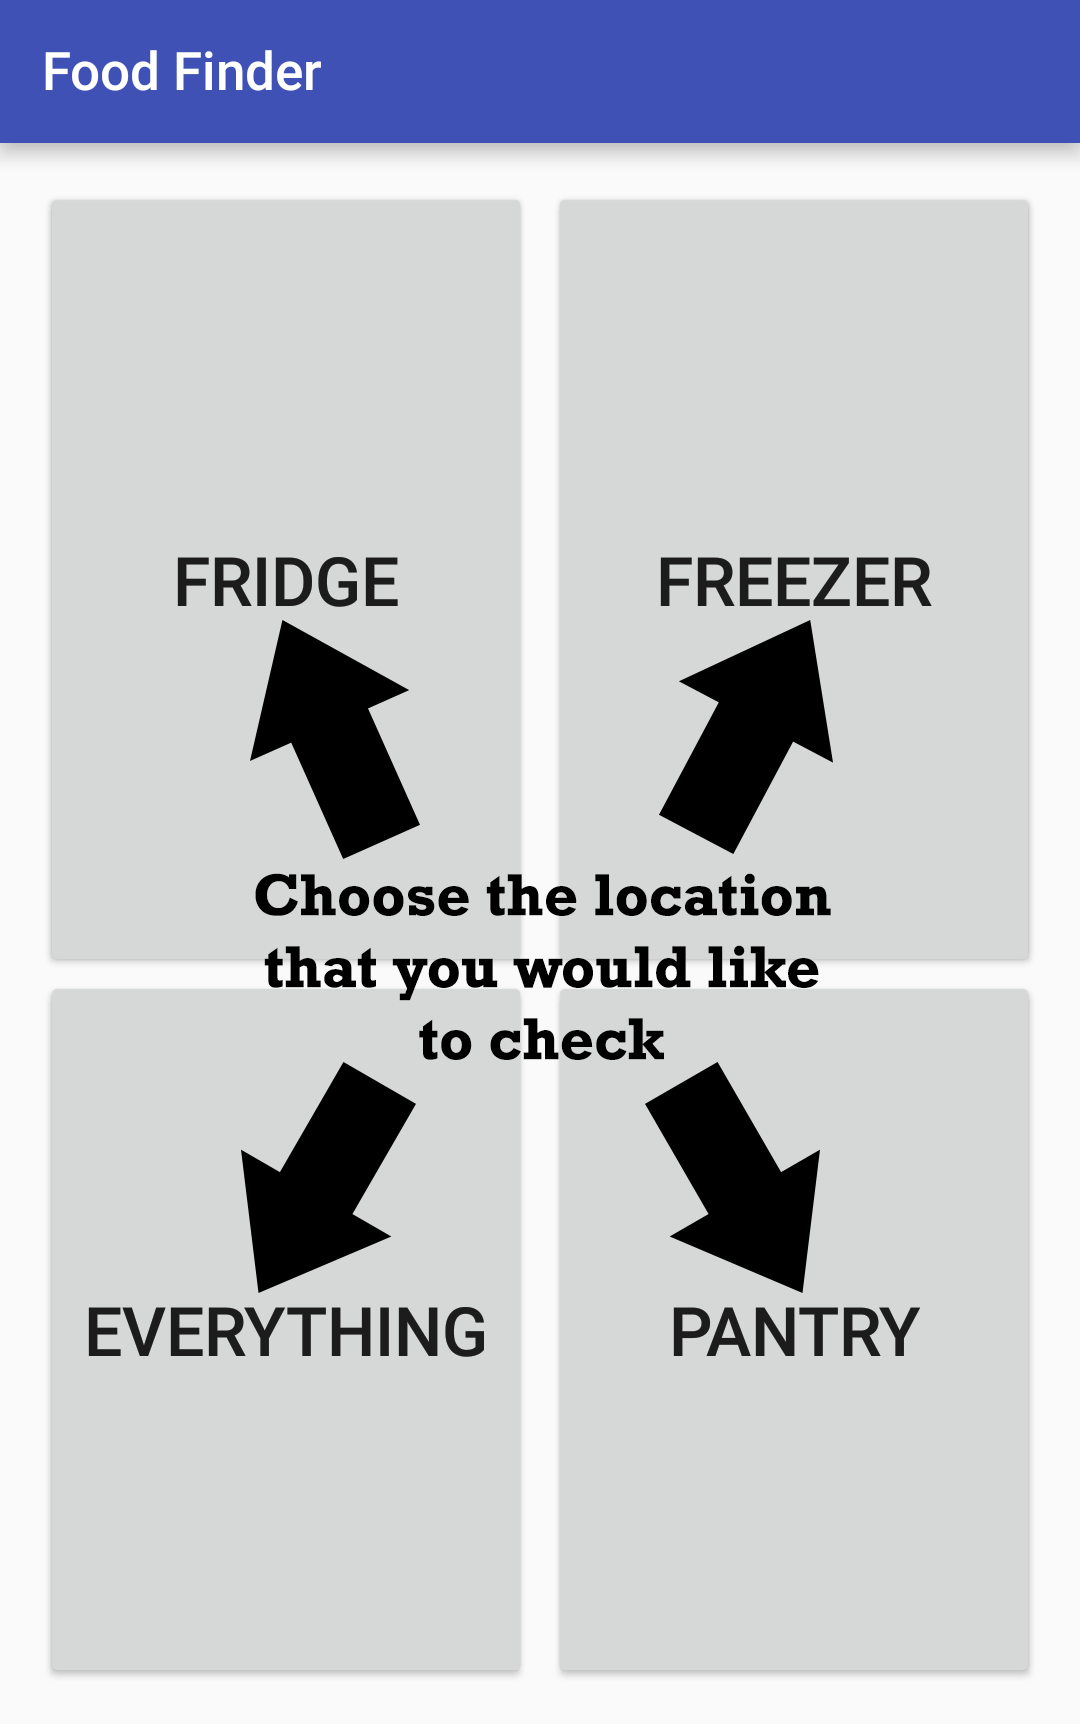 Food Finder
FRIDGE
FREEZER
Choose the location
that you would like
to check
EVERYTHING
PANTRY